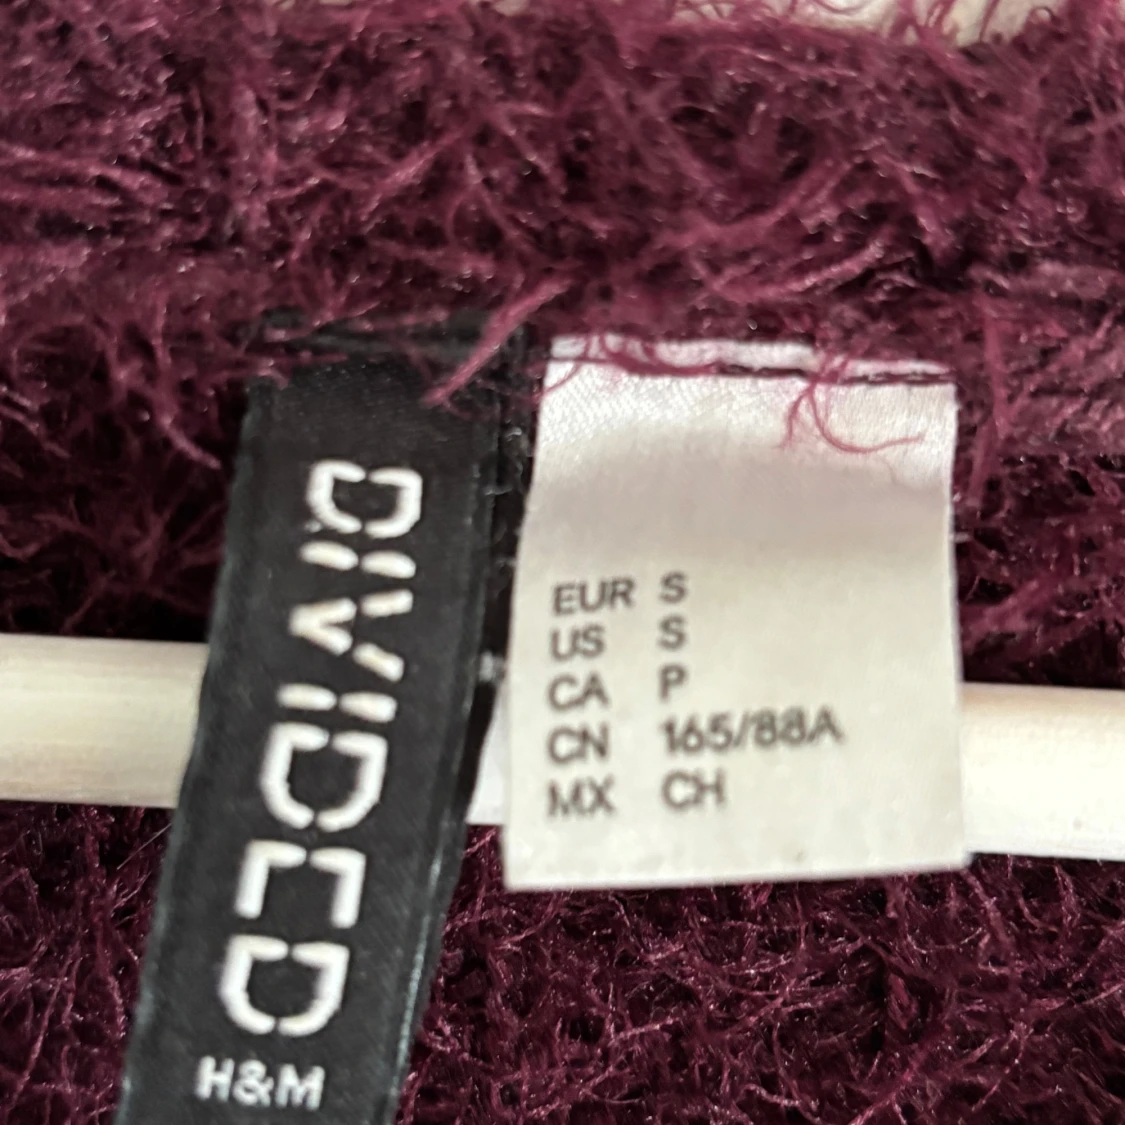 DIVIDED
H&M
EUR S
US S
CA P
CN 165/88A
MX CH